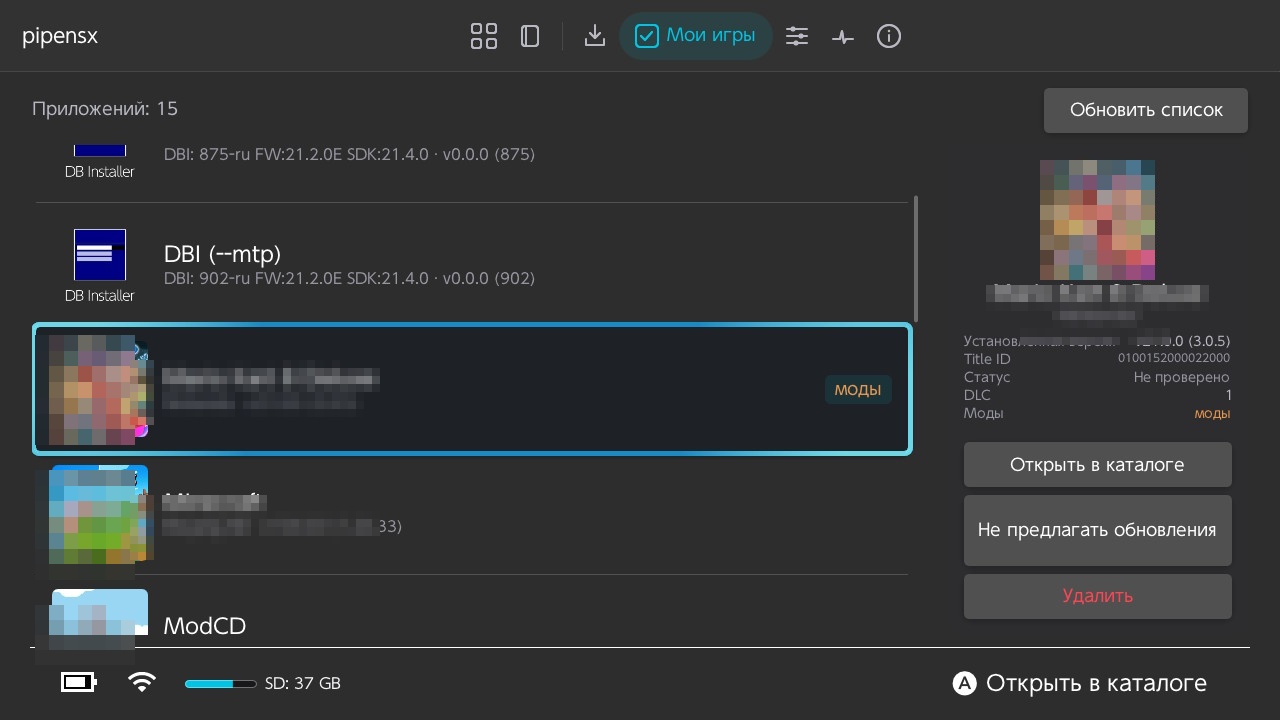 pipensx
Мои игры
Приложений: 15
Обновить список
DB Installer
DBI: 875-ru FW:21.2.0E SDK:21.4.0 · v0.0.0 (875)
DB Installer
DBI (--mtp)
DBI: 902-ru FW:21.2.0E SDK:21.4.0 · v0.0.0 (902)
моды
33)
ModCD
(3.0.5)
Title ID 0100152000022000
Статус Не проверено
DLC 1
Моды моды
Открыть в каталоге
Не предлагать обновления
Удалить
SD: 37 GB
A Открыть в каталоге